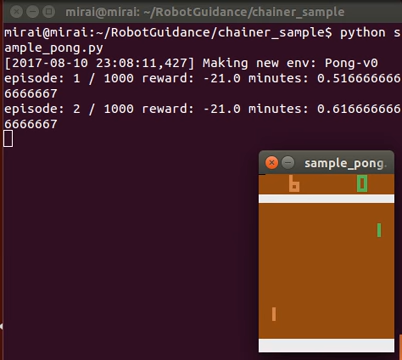 mirai@mirai: ~/RobotGuidance/chainer_sample
mirai@mirai:~/RobotGuidance/chainer_sample$ python s
ample_pong.py
[2017-08-10 23:08:11,427] Making new env: Pong-v0
episode: 1 / 1000 reward: -21.0 minutes: 0.516666666
6666667
episode: 2 / 1000 reward: -21.0 minutes: 0.616666666
6666667
sample_pong
6 0